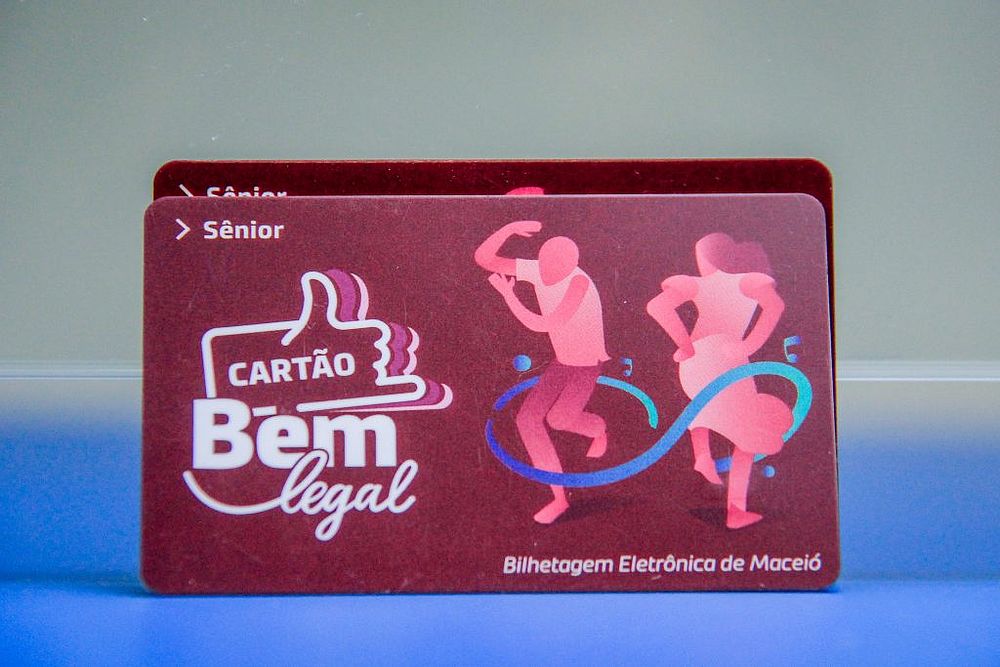 Sênior
> Sênior
CARTÃO
Bem
legal
Bilhetagem Eletrônica de Maceió